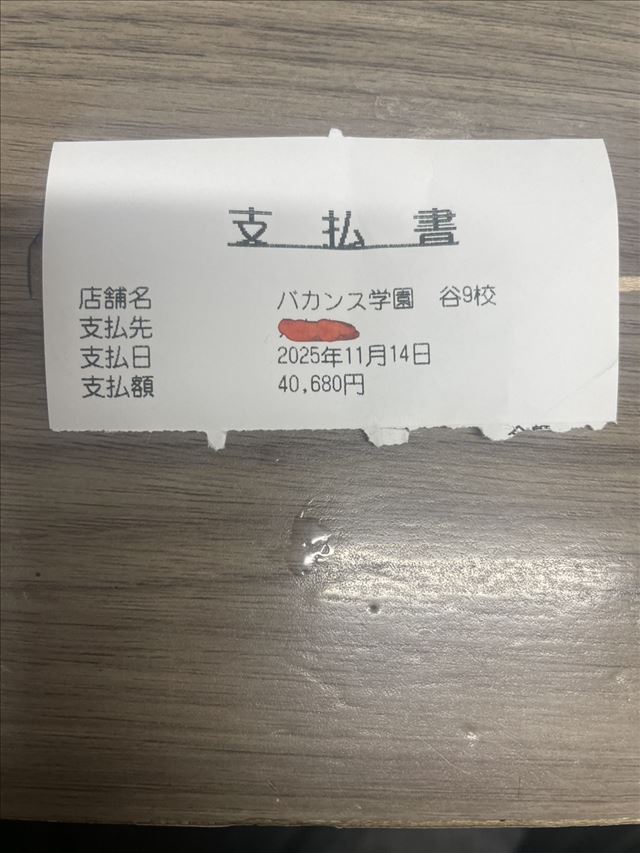 支払書
店舗名 バカンス学園 谷9校
支払先
支払日 2025年11月14日
支払額 40,680円